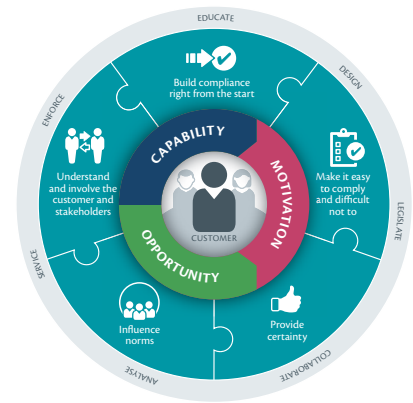 EDUCATE
DESIGN
LEGISLATE
COLLABORATE
ANALYSE
SERVICE
ENFORCE
Build compliance
right from the start
Make it easy
to comply
and difficult
not to
Provide
certainty
Influence
norms
Understand
and involve the
customer and
stakeholders
CAPABILITY
MOTIVATION
OPPORTUNITY
CUSTOMER